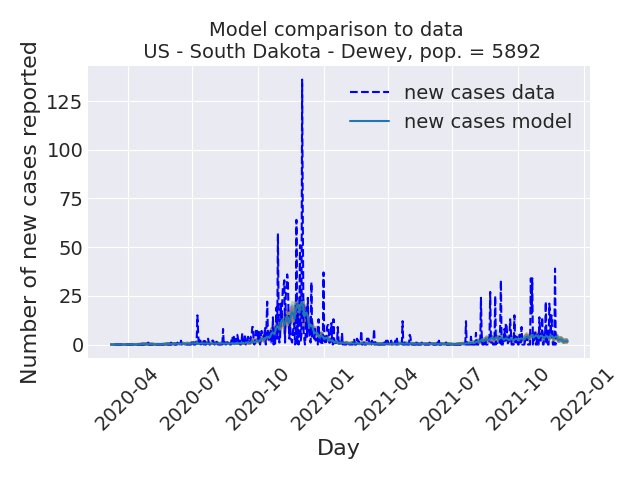 Model comparison to data
US - South Dakota - Dewey, pop. = 5892
Number of new cases reported
125
100
75
50
25
0
new cases data
new cases model
2020-04
2020-07
2020-10
2021-01
2021-04
2021-07
2021-10
2022-01
Day